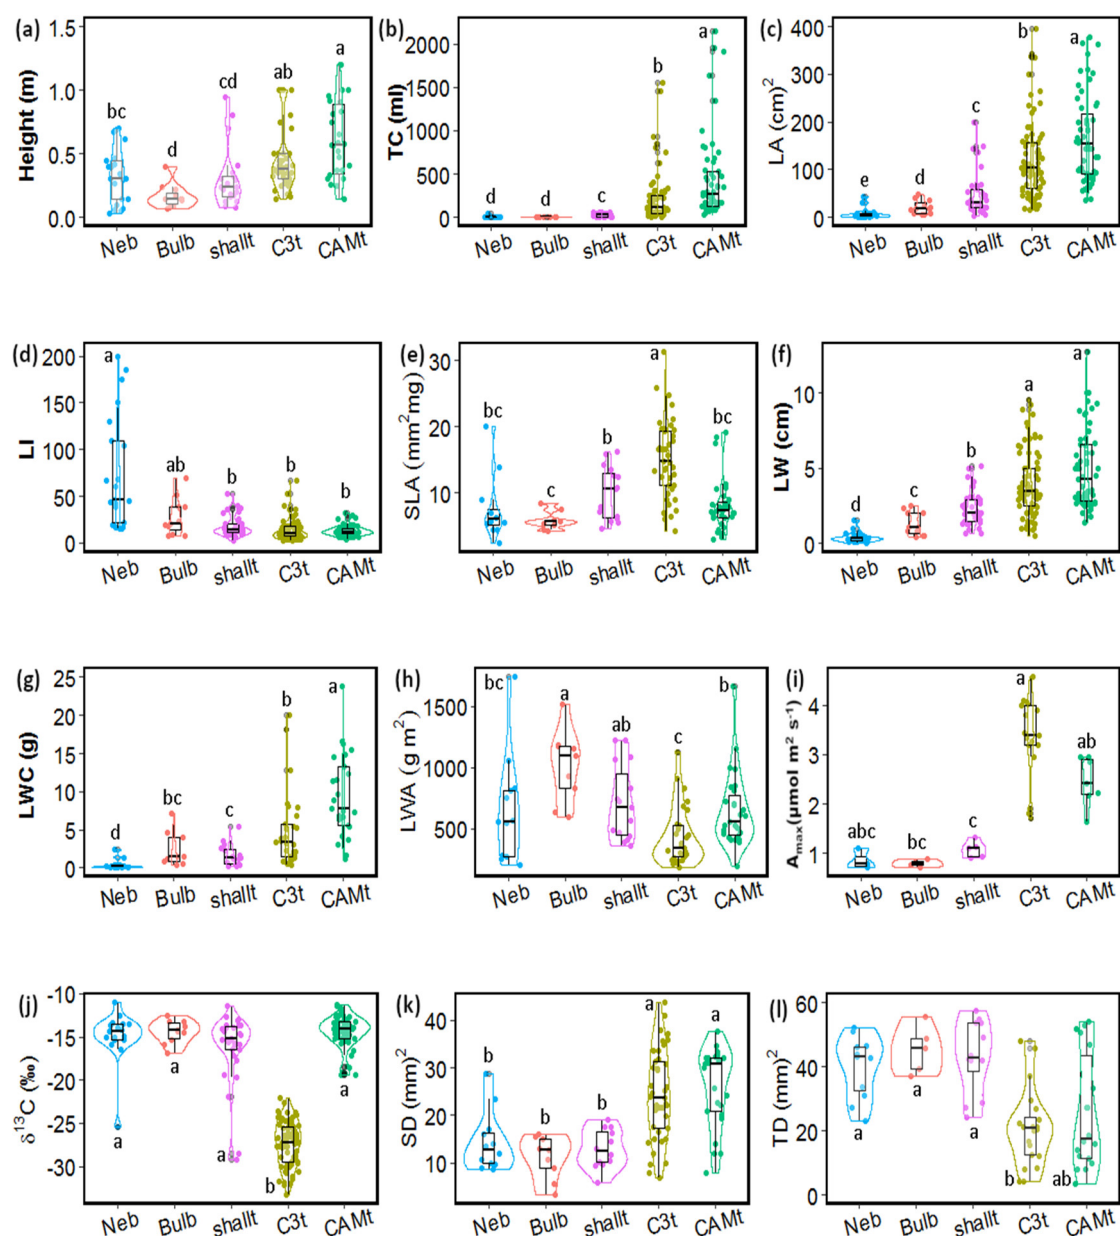 (a)
Height (m)
1.5
1.0
0.5
0.0
bc
d
cd
ab
a
Neb Bulb shallt C3t CAMt
(b)
TC (ml)
2000
1500
1000
500
0
d
d
c
b
a
Neb Bulb shallt C3t CAMt
(c)
LA (cm)²
400
300
200
100
0
e
d
c
b
a
Neb Bulb shallt C3t CAMt
(d)
LI
200
150
100
50
0
a
ab
b
b
b
Neb Bulb shallt C3t CAMt
(e)
SLA (mm²mg)
30
20
10
bc
c
b
a
bc
Neb Bulb shallt C3t CAMt
(f)
LW (cm)
10
5
0
d
c
b
a
a
Neb Bulb shallt C3t CAMt
(g)
LWC (g)
25
20
15
10
5
0
d
bc
c
b
a
Neb Bulb shallt C3t CAMt
(h)
LWA (g m²)
1500
1000
500
bc
a
ab
c
b
Neb Bulb shallt C3t CAMt
(i)
Amax(µmol m² s⁻¹)
4
3
2
1
abc
bc
c
a
ab
Neb Bulb shallt C3t CAMt
(j)
δ¹³C (‰)
-10
-15
-20
-25
-30
a
a
a
b
a
Neb Bulb shallt C3t CAMt
(k)
SD (mm)²
40
30
20
10
b
b
b
a
a
Neb Bulb shallt C3t CAMt
(l)
TD (mm)²
60
40
20
0
a
a
a
b
ab
Neb Bulb shallt C3t CAMt